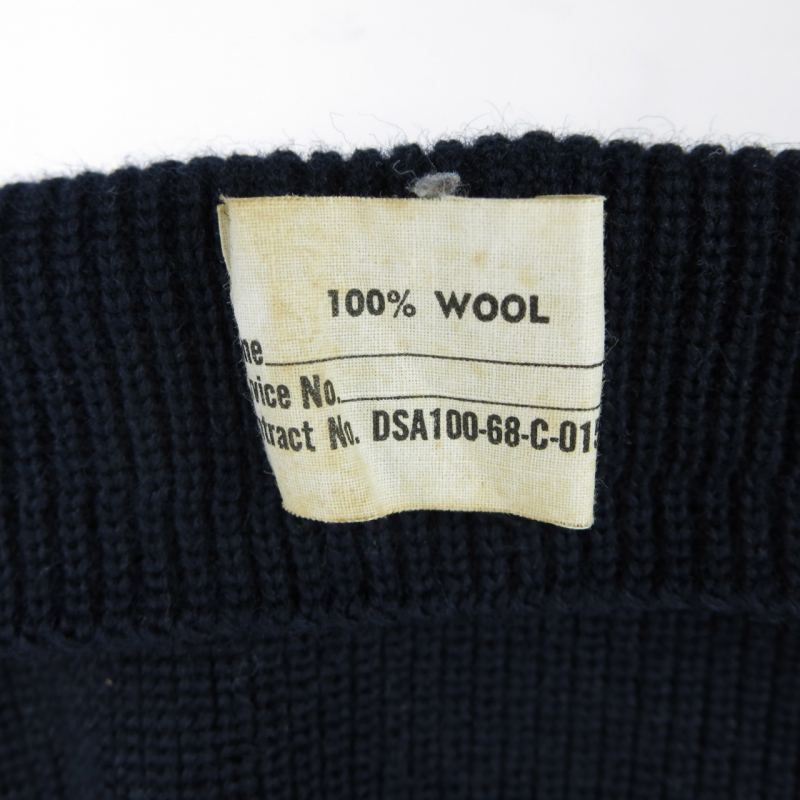 100% WOOL
me
vice No.
tract No. DSA100-68-C-015